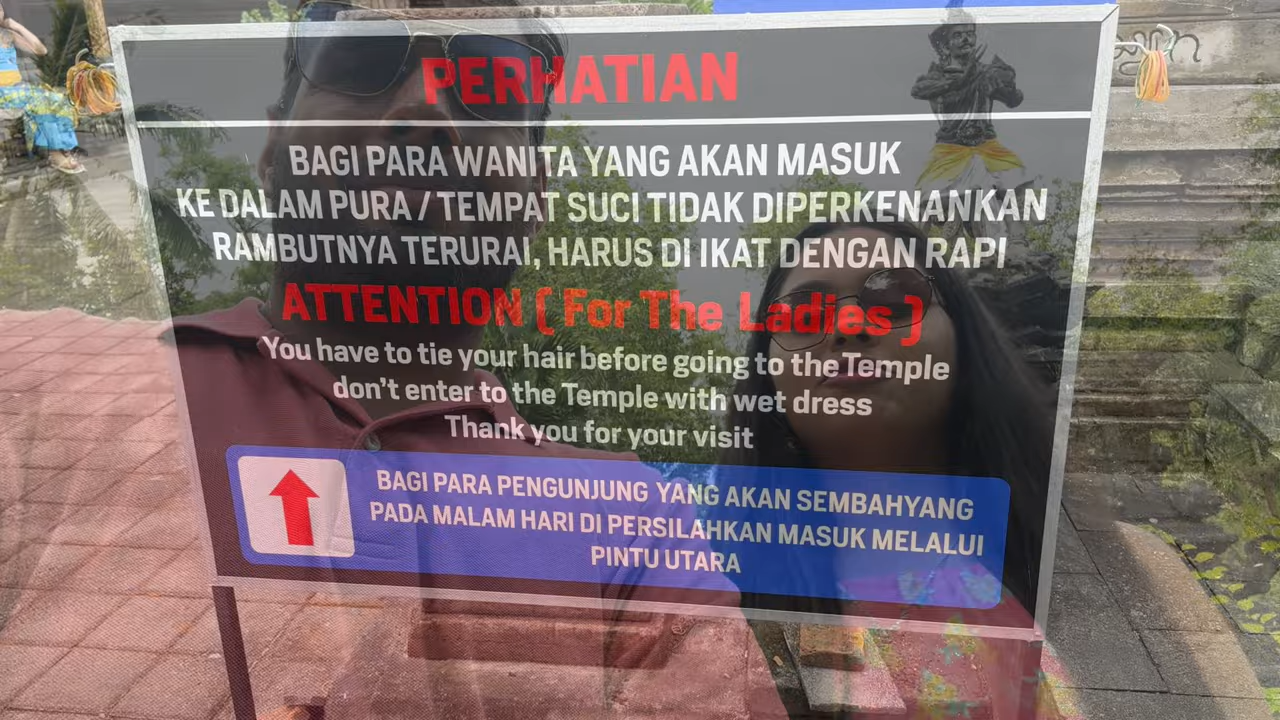 PERHATIAN
BAGI PARA WANITA YANG AKAN MASUK
KE DALAM PURA / TEMPAT SUCI TIDAK DIPERKENANKAN
RAMBUTNYA TERURAI, HARUS DI IKAT DENGAN RAPI
ATTENTION ( For The Ladies )
You have to tie your hair before going to the Temple
don't enter to the Temple with wet dress
Thank you for your visit
BAGI PARA PENGUNJUNG YANG AKAN SEMBAHYANG
PADA MALAM HARI DI PERSILAHKAN MASUK MELALUI
PINTU UTARA